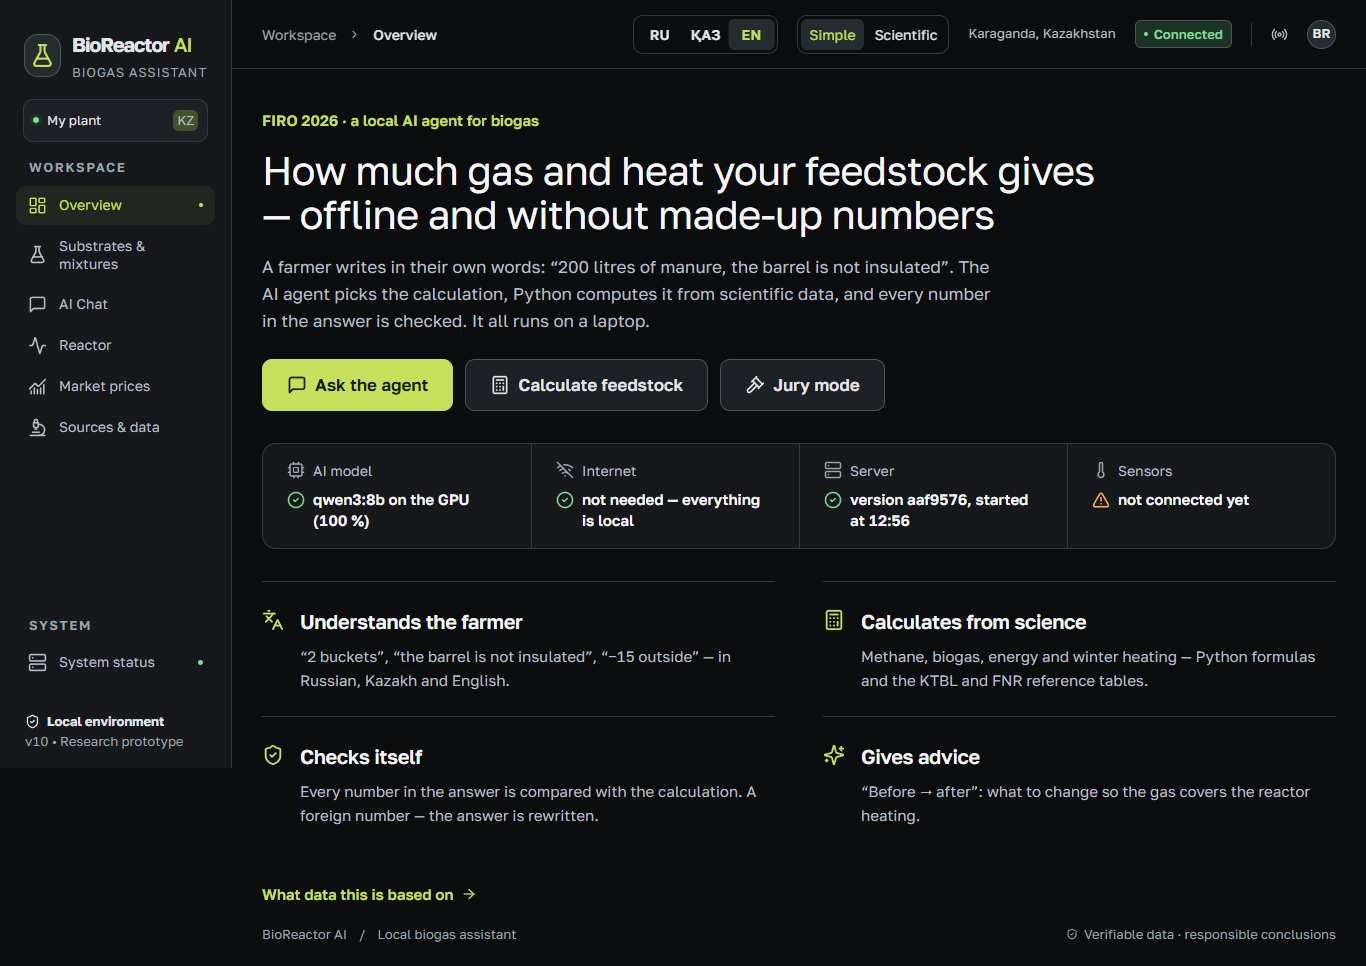 BioReactor AI
BIOGAS ASSISTANT
My plant
KZ
WORKSPACE
Overview
Substrates &
mixtures
AI Chat
Reactor
Market prices
Sources & data
SYSTEM
System status
Local environment
v10 • Research prototype
Workspace > Overview
RU ҚАЗ EN
Simple Scientific
Karaganda, Kazakhstan
• Connected
BR
FIRO 2026 · a local AI agent for biogas
How much gas and heat your feedstock gives
— offline and without made-up numbers
A farmer writes in their own words: “200 litres of manure, the barrel is not insulated”. The
AI agent picks the calculation, Python computes it from scientific data, and every number
in the answer is checked. It all runs on a laptop.
Ask the agent
Calculate feedstock
Jury mode
AI model
qwen3:8b on the GPU
(100 %)
Internet
not needed — everything
is local
Server
version aaf9576, started
at 12:56
Sensors
not connected yet
Understands the farmer
“2 buckets”, “the barrel is not insulated”, “−15 outside” — in
Russian, Kazakh and English.
Calculates from science
Methane, biogas, energy and winter heating — Python formulas
and the KTBL and FNR reference tables.
Checks itself
Every number in the answer is compared with the calculation. A
foreign number — the answer is rewritten.
Gives advice
“Before → after”: what to change so the gas covers the reactor
heating.
What data this is based on →
BioReactor AI / Local biogas assistant
Verifiable data · responsible conclusions